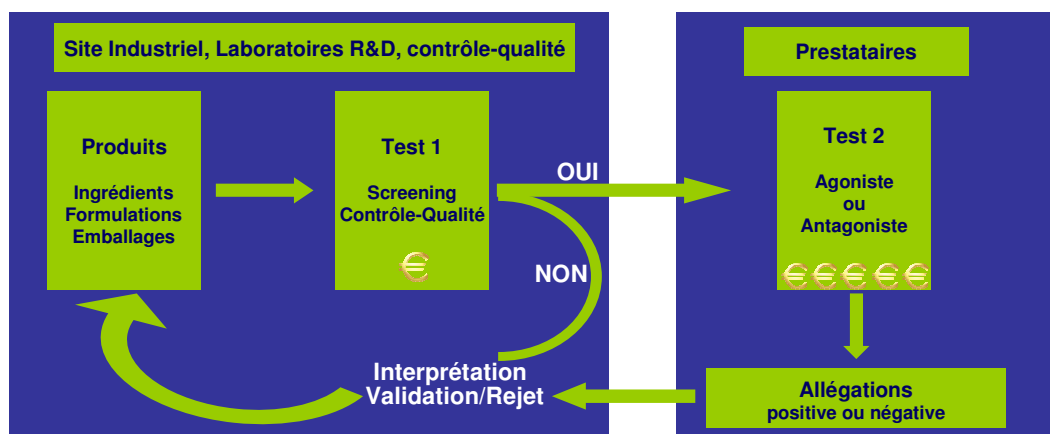 Site Industriel, Laboratoires R&D, contrôle-qualité
Produits
Ingrédients
Formulations
Emballages
Test 1
Screening
Contrôle-Qualité
€
OUI
NON
Interprétation
Validation/Rejet
Prestataires
Test 2
Agoniste
ou
Antagoniste
€€€€€
Allégations
positive ou négative